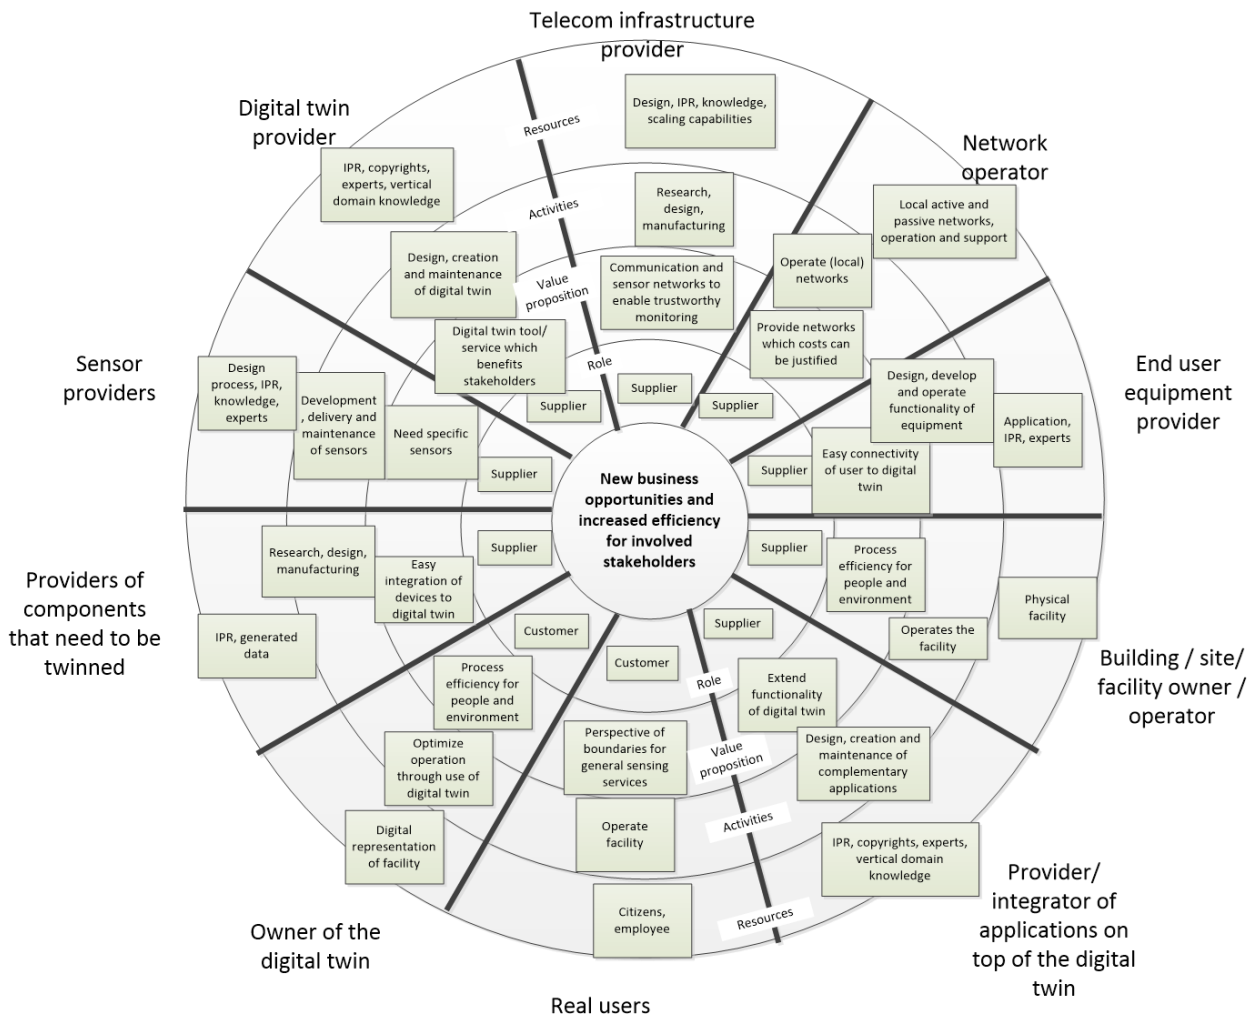 Telecom infrastructure
provider
Design, IPR, knowledge,
scaling capabilities
Research,
design,
manufacturing
Communication and
sensor networks to
enable trustworthy
monitoring
Supplier
Resources
Activities
Value
proposition
Role
Network
operator
Local active and
passive networks,
operation and support
Operate (local)
networks
Provide networks
which costs can
be justified
Supplier
End user
equipment
provider
Application,
IPR, experts
Design, develop
and operate
functionality of
equipment
Easy connectivity
of user to digital
twin
Supplier
Building / site/
facility owner /
operator
Physical
facility
Operates the
facility
Process
efficiency for
people and
environment
Supplier
Provider/
integrator of
applications on
top of the digital
twin
IPR, copyrights, experts,
vertical domain
knowledge
Design, creation and
maintenance of
complementary
applications
Extend
functionality
of digital twin
Supplier
Role
Value
proposition
Activities
Resources
Real users
Citizens,
employee
Operate
facility
Perspective of
boundaries for
general sensing
services
Customer
Owner of the
digital twin
Digital
representation
of facility
Optimize
operation
through use of
digital twin
Process
efficiency for
people and
environment
Customer
Providers of
components
that need to be
twinned
IPR, generated
data
Research, design,
manufacturing
Easy
integration of
devices to
digital twin
Supplier
Sensor
providers
Design
process, IPR,
knowledge,
experts
Development
, delivery and
maintenance
of sensors
Need specific
sensors
Supplier
Digital twin
provider
IPR, copyrights,
experts, vertical
domain knowledge
Design, creation
and maintenance
of digital twin
Digital twin tool/
service which
benefits
stakeholders
Supplier
New business
opportunities and
increased efficiency
for involved
stakeholders